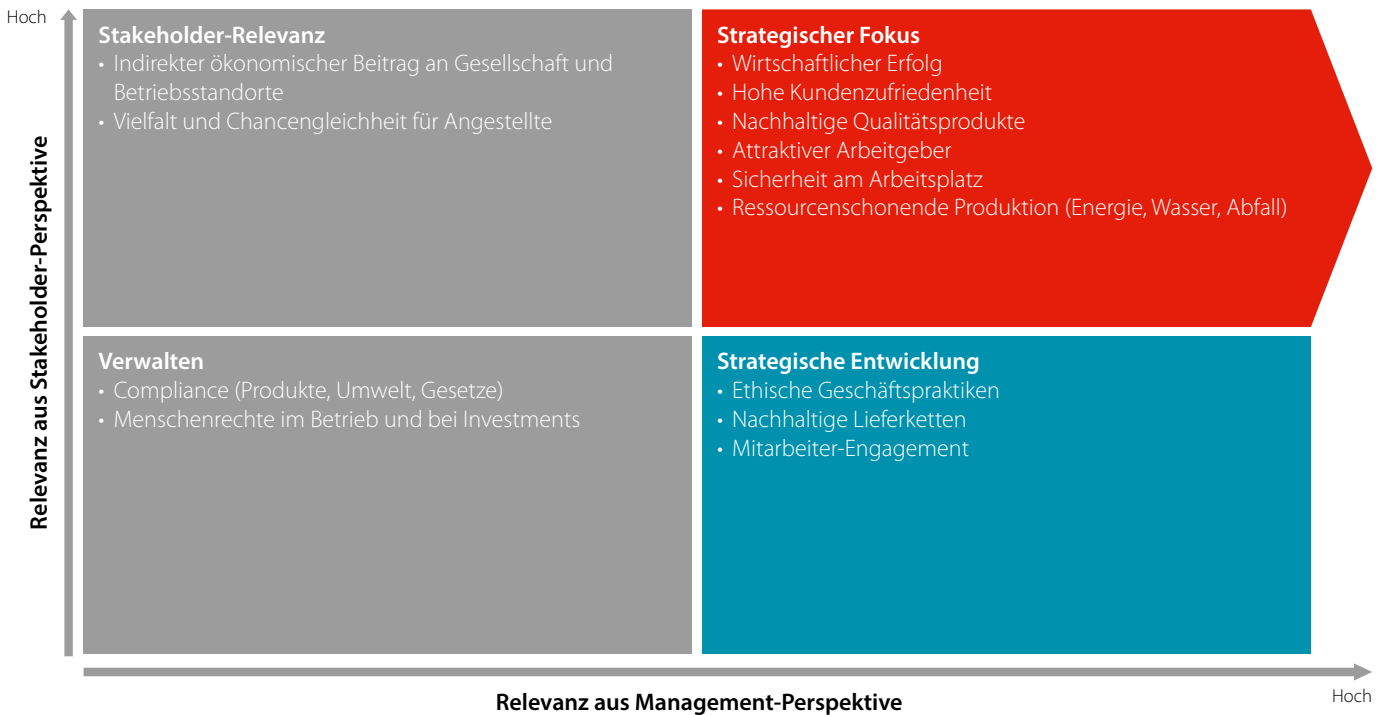 Hoch
Relevanz aus Stakeholder-Perspektive
Stakeholder-Relevanz
• Indirekter ökonomischer Beitrag an Gesellschaft und
Betriebsstandorte
• Vielfalt und Chancengleichheit für Angestellte
Strategischer Fokus
• Wirtschaftlicher Erfolg
• Hohe Kundenzufriedenheit
• Nachhaltige Qualitätsprodukte
• Attraktiver Arbeitgeber
• Sicherheit am Arbeitsplatz
• Ressourcenschonende Produktion (Energie, Wasser, Abfall)
Verwalten
• Compliance (Produkte, Umwelt, Gesetze)
• Menschenrechte im Betrieb und bei Investments
Strategische Entwicklung
• Ethische Geschäftspraktiken
• Nachhaltige Lieferketten
• Mitarbeiter-Engagement
Relevanz aus Management-Perspektive
Hoch